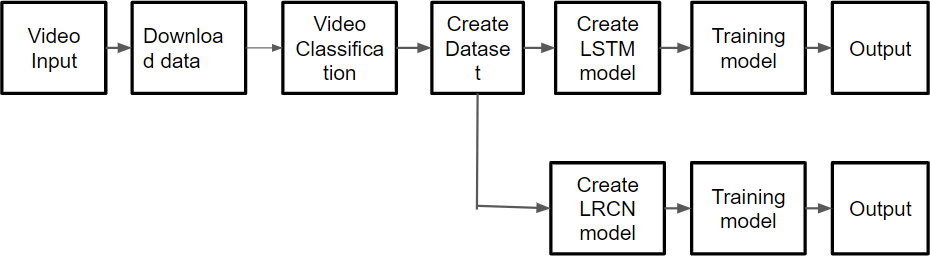 Video
Input
Downloa
d data
Video
Classifica
tion
Create
Datase
t
Create
LSTM
model
Training
model
Output
Create
LRCN
model
Training
model
Output